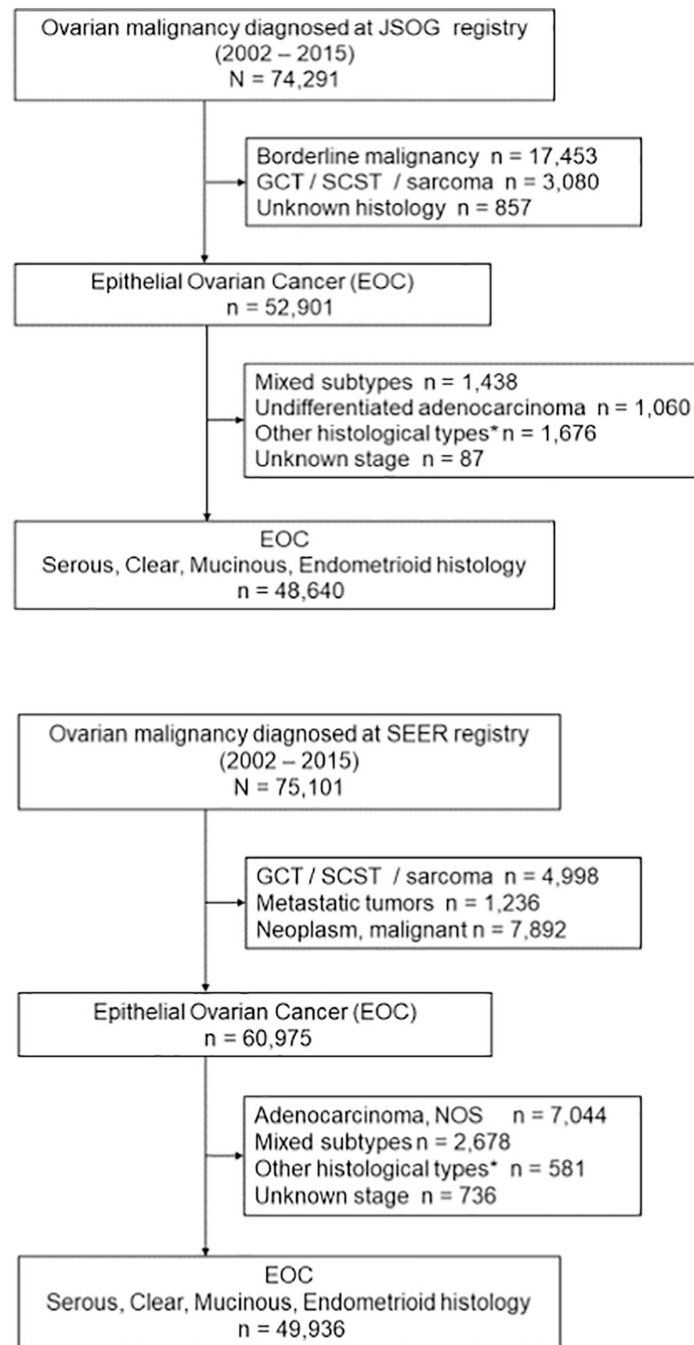 Ovarian malignancy diagnosed at JSOG registry
(2002 – 2015)
N = 74,291
Borderline malignancy n = 17,453
GCT / SCST / sarcoma n = 3,080
Unknown histology n = 857
Epithelial Ovarian Cancer (EOC)
n = 52,901
Mixed subtypes n = 1,438
Undifferentiated adenocarcinoma n = 1,060
Other histological types* n = 1,676
Unknown stage n = 87
EOC
Serous, Clear, Mucinous, Endometrioid histology
n = 48,640
Ovarian malignancy diagnosed at SEER registry
(2002 – 2015)
N = 75,101
GCT / SCST / sarcoma n = 4,998
Metastatic tumors n = 1,236
Neoplasm, malignant n = 7,892
Epithelial Ovarian Cancer (EOC)
n = 60,975
Adenocarcinoma, NOS n = 7,044
Mixed subtypes n = 2,678
Other histological types* n = 581
Unknown stage n = 736
EOC
Serous, Clear, Mucinous, Endometrioid histology
n = 49,936